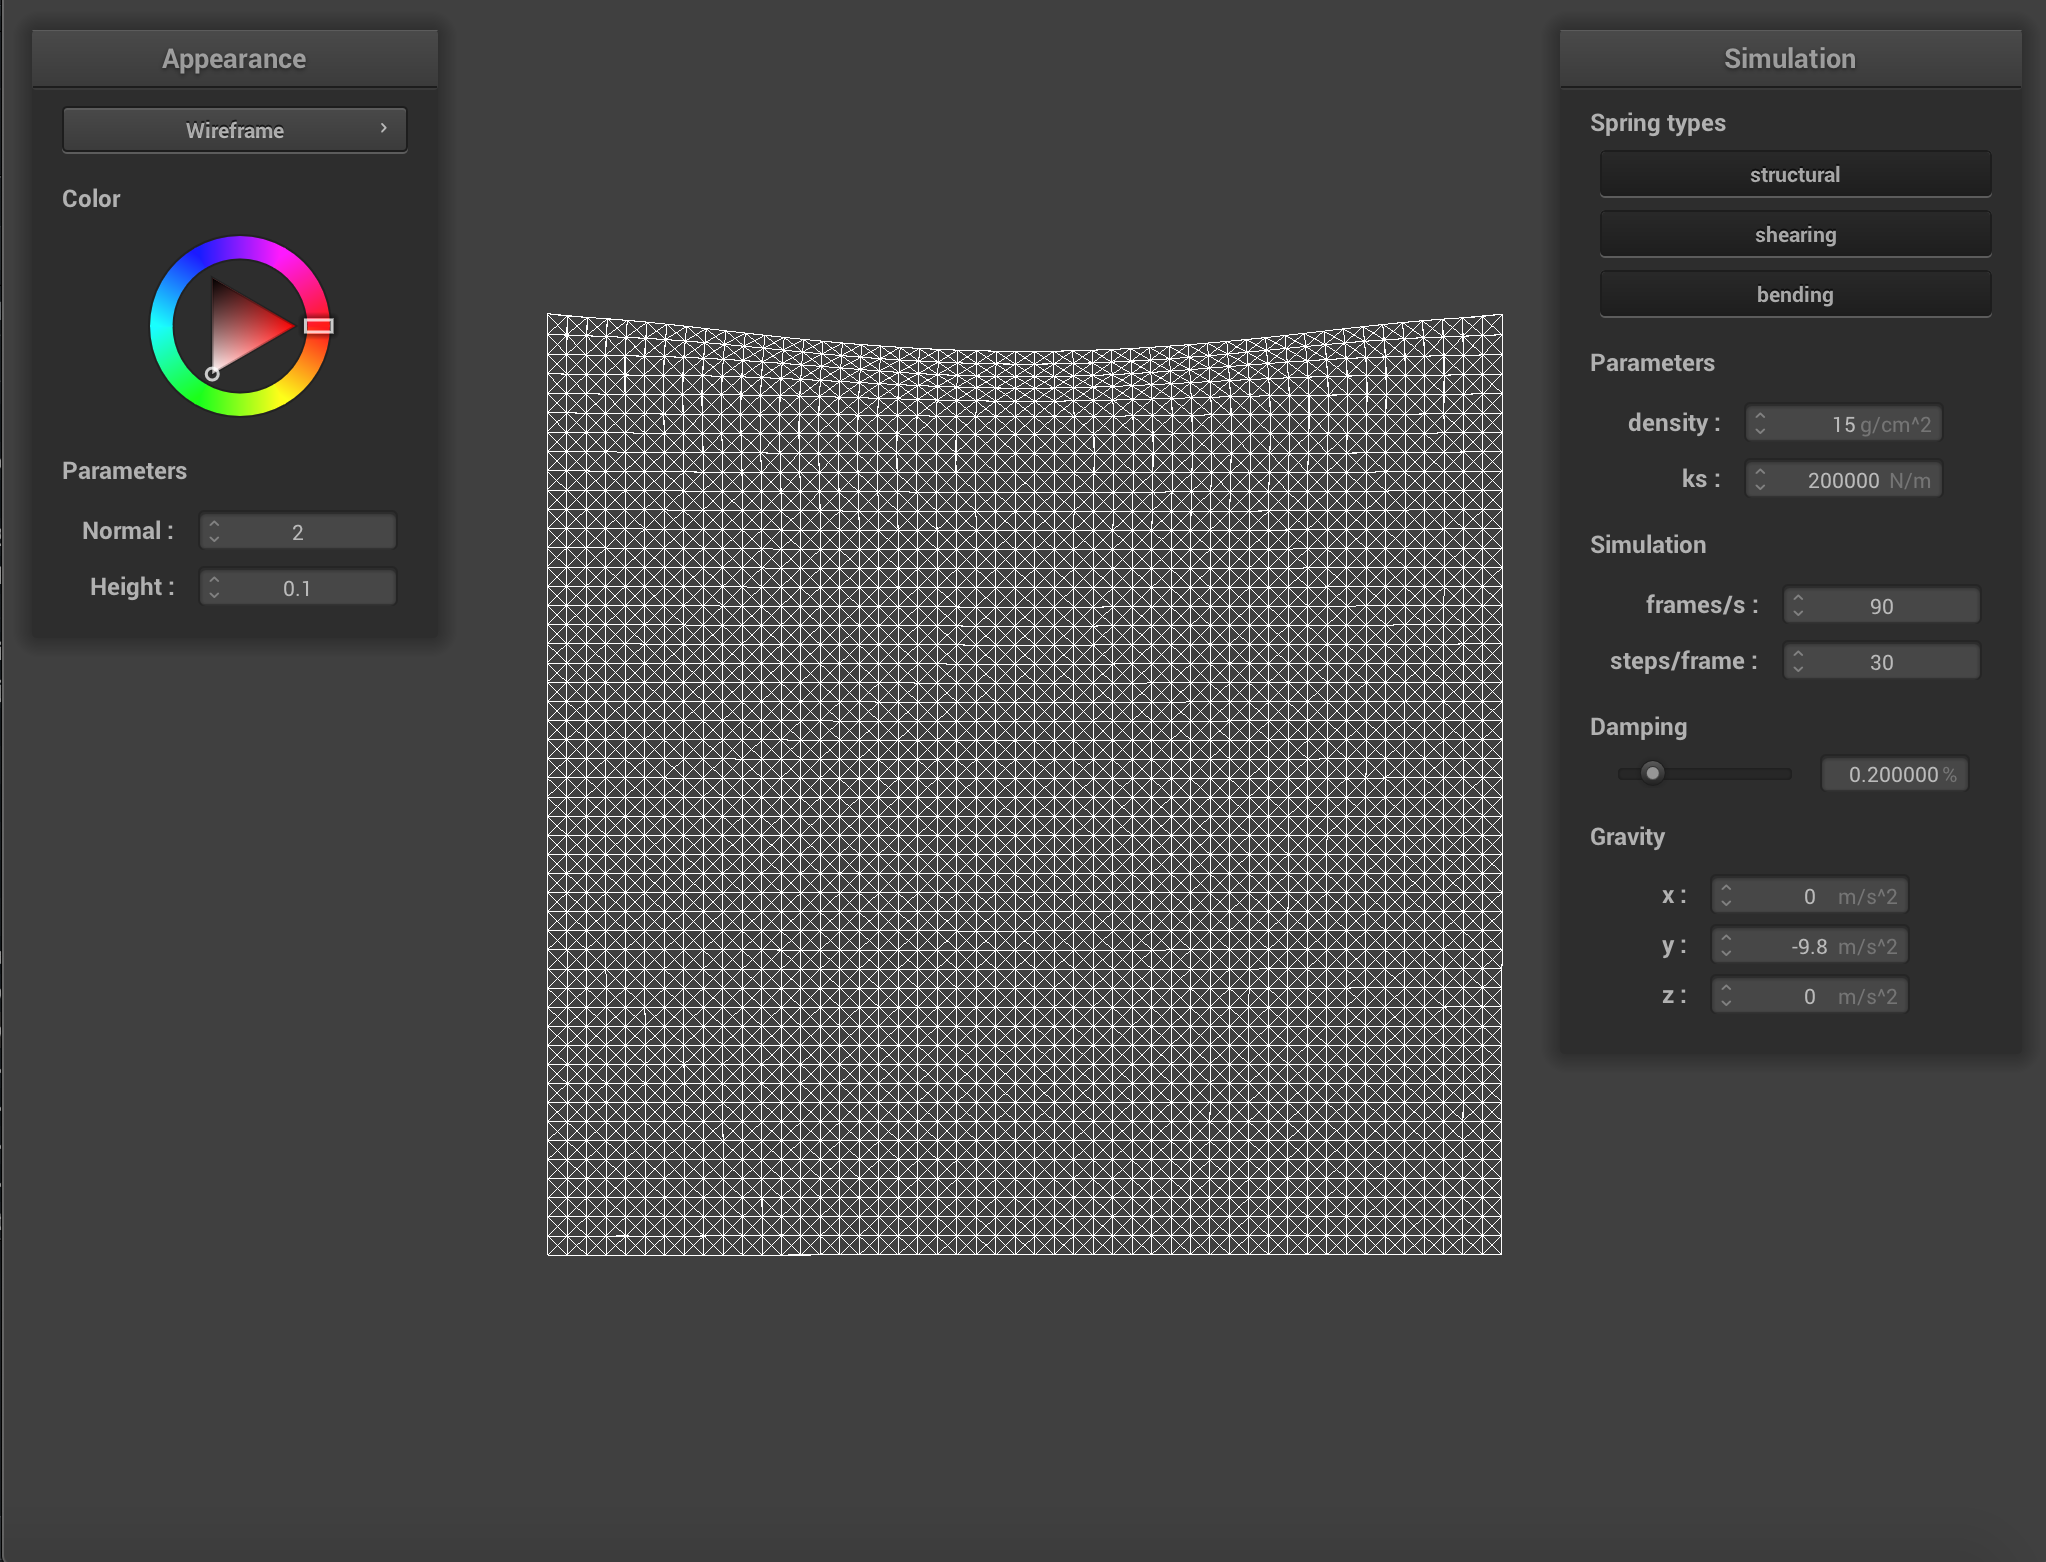 Appearance
Wireframe
Color
Parameters
Normal : 2
Height : 0.1
Simulation
Spring types
structural
shearing
bending
Parameters
density : 15 g/cm^2
ks : 200000 N/m
Simulation
frames/s : 90
steps/frame : 30
Damping
0.200000 %
Gravity
x : 0 m/s^2
y : -9.8 m/s^2
z : 0 m/s^2